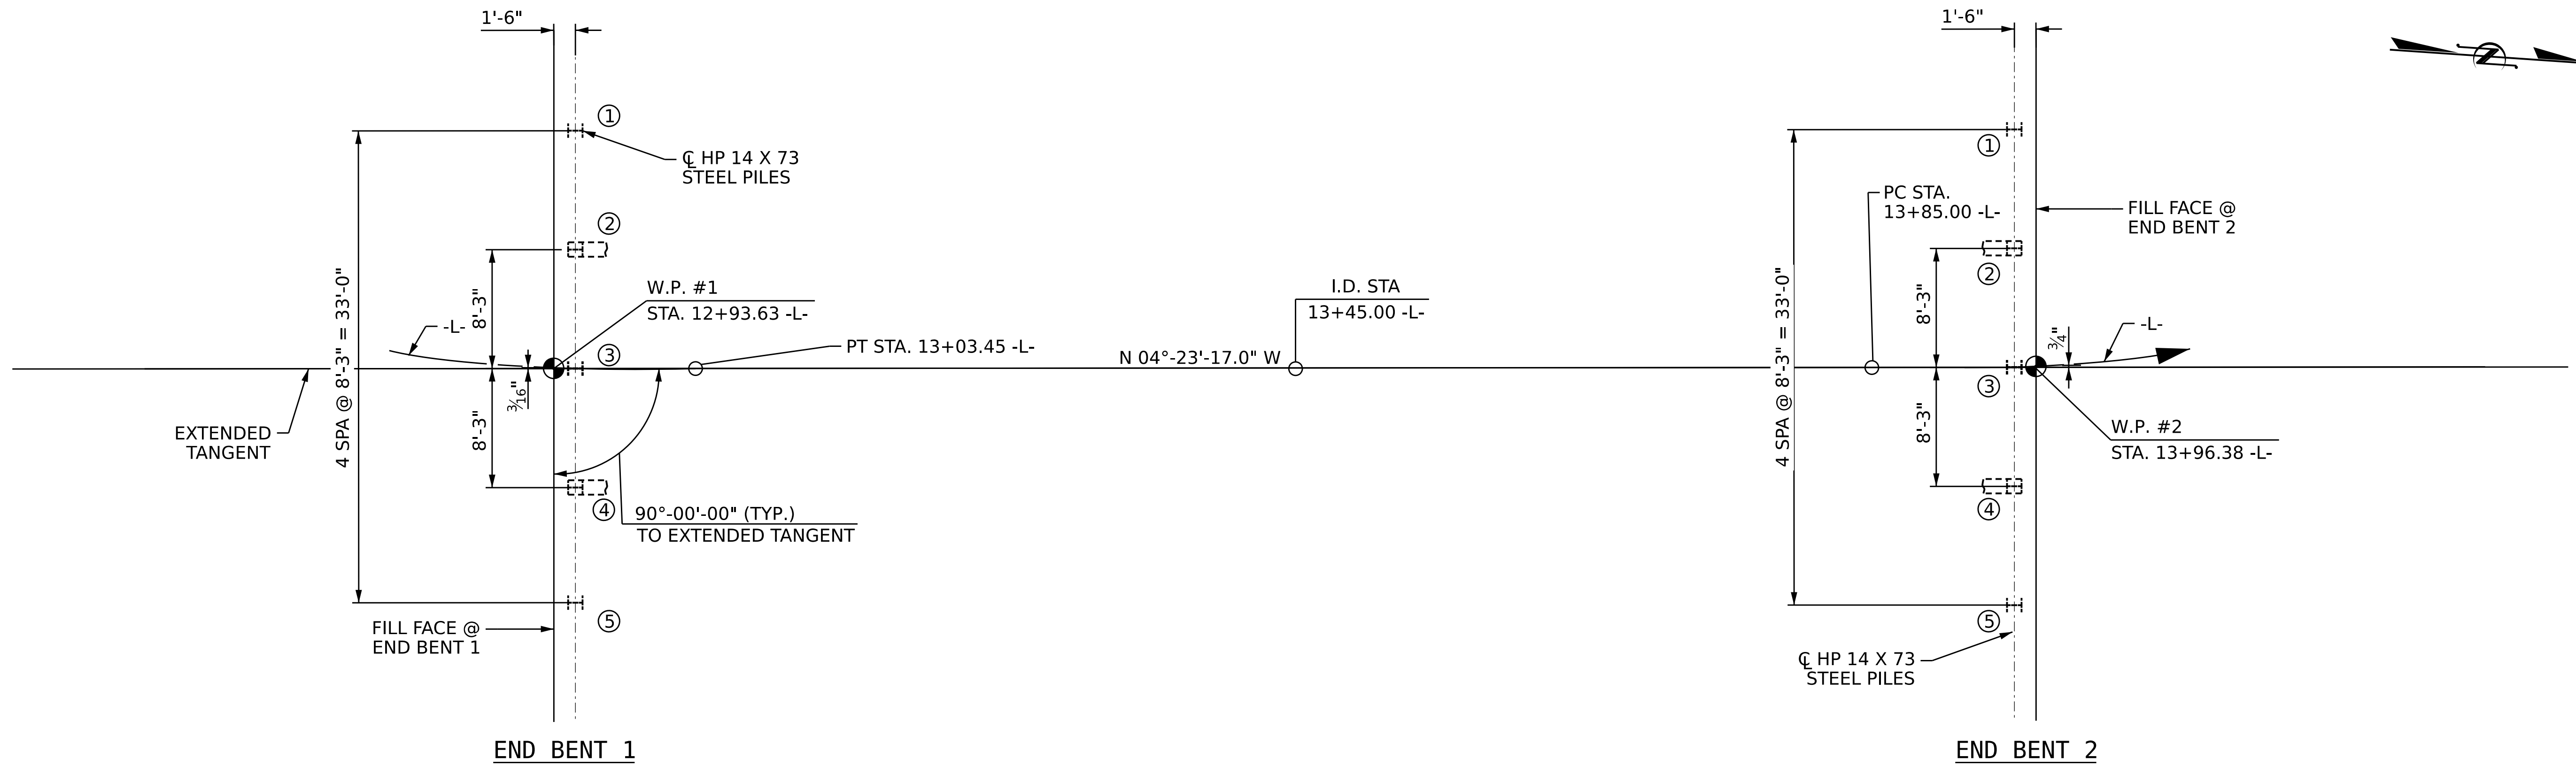 1'-6"
1'-6"
Z
1
℄ HP 14 X 73
STEEL PILES
2
4 SPA @ 8'-3" = 33'-0"
8'-3"
8'-3"
-L-
3/16"
W.P. #1
STA. 12+93.63 -L-
3
PT STA. 13+03.45 -L-
N 04°-23'-17.0" W
I.D. STA
13+45.00 -L-
EXTENDED
TANGENT
4
90°-00'-00" (TYP.)
TO EXTENDED TANGENT
5
FILL FACE @
END BENT 1
END BENT 1
1
PC STA.
13+85.00 -L-
FILL FACE @
END BENT 2
2
4 SPA @ 8'-3" = 33'-0"
8'-3"
8'-3"
3/4"
-L-
3
W.P. #2
STA. 13+96.38 -L-
4
5
℄ HP 14 X 73
STEEL PILES
END BENT 2